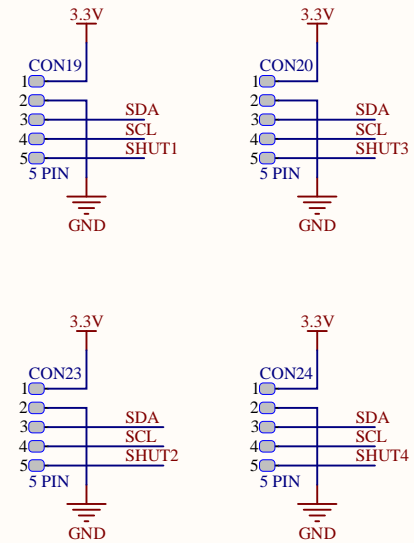 3.3V
CON19
1
2
3 SDA
4 SCL
5 SHUT1
5 PIN
GND
3.3V
CON20
1
2
3 SDA
4 SCL
5 SHUT3
5 PIN
GND
3.3V
CON23
1
2
3 SDA
4 SCL
5 SHUT2
5 PIN
GND
3.3V
CON24
1
2
3 SDA
4 SCL
5 SHUT4
5 PIN
GND